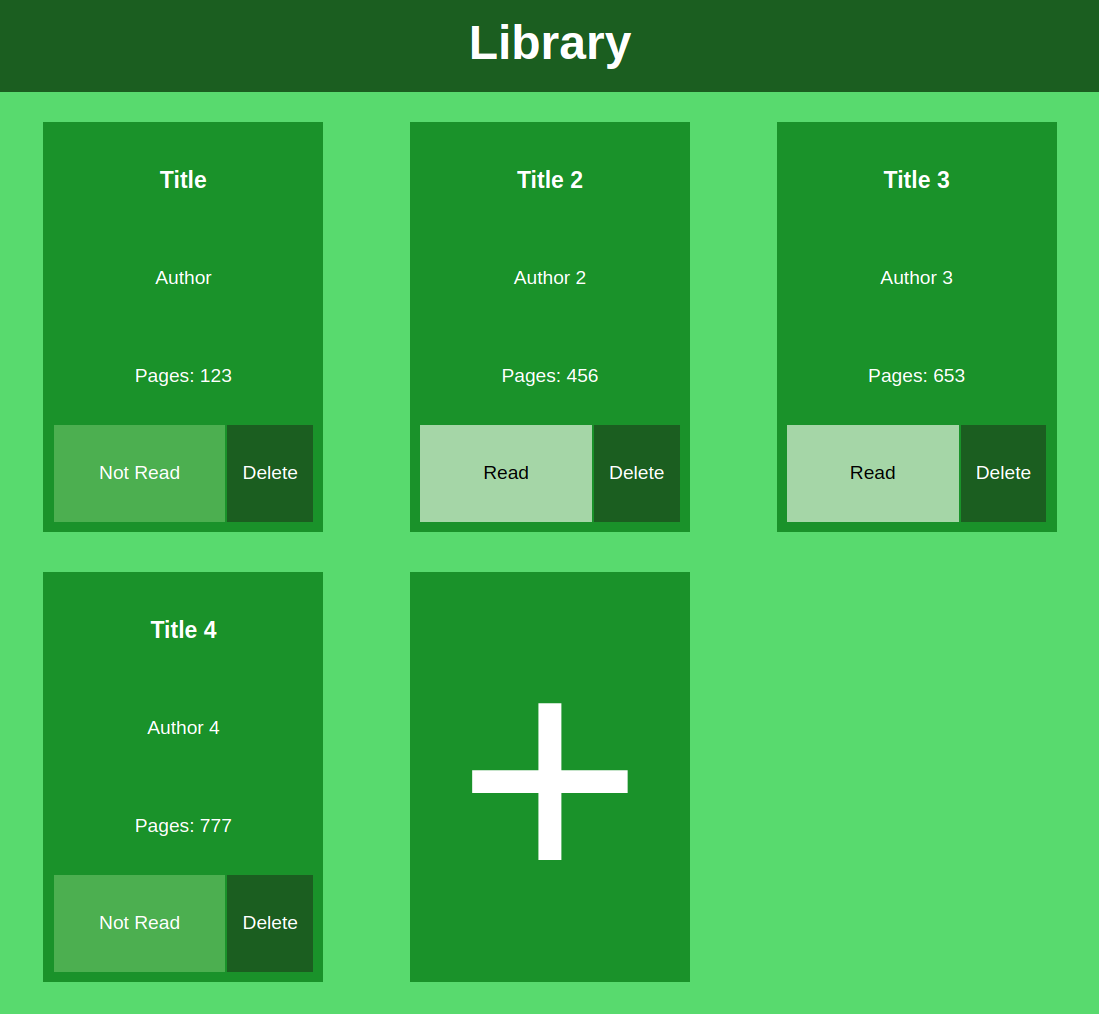 Library
Title
Author
Pages: 123
Not Read
Delete
Title 2
Author 2
Pages: 456
Read
Delete
Title 3
Author 3
Pages: 653
Read
Delete
Title 4
Author 4
Pages: 777
Not Read
Delete
+